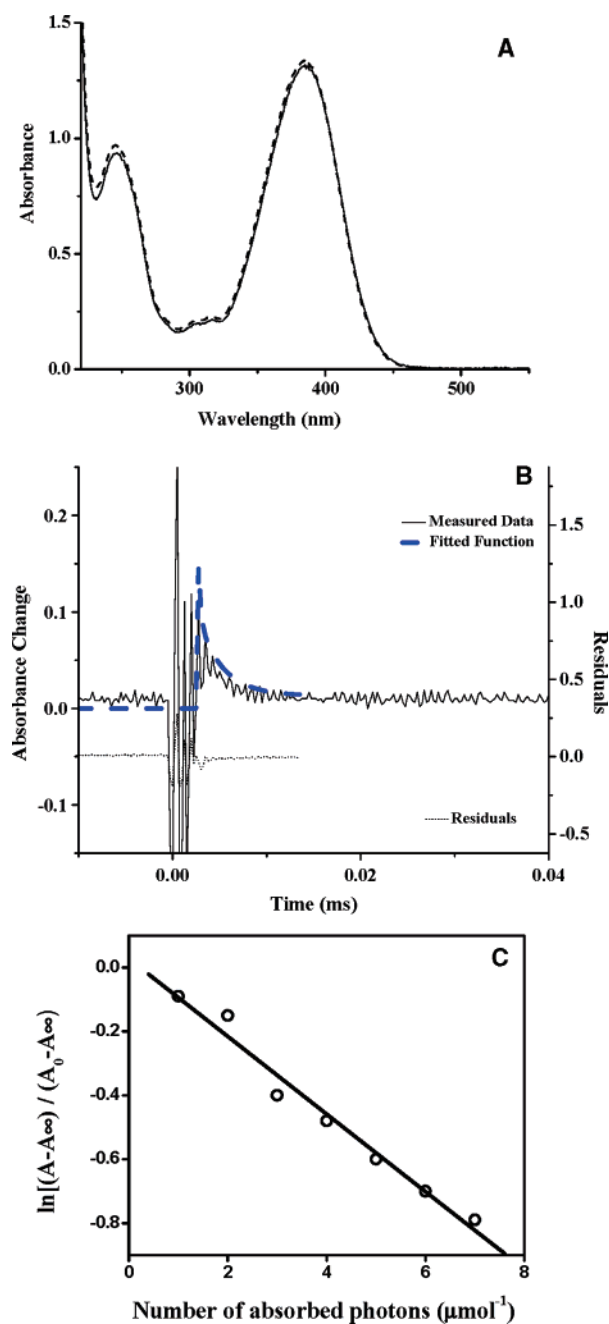 A
1.5
1.0
0.5
0.0
Absorbance
300
400
500
Wavelength (nm)
B
0.2
0.1
0.0
-0.1
Absorbance Change
Measured Data
Fitted Function
1.5
1.0
0.5
0.0
-0.5
Residuals
Residuals
0.00
0.02
0.04
Time (ms)
C
0.0
-0.2
-0.4
-0.6
-0.8
ln[(A-A∞) / (A₀-A∞)
0
2
4
6
8
Number of absorbed photons (μmol⁻¹)